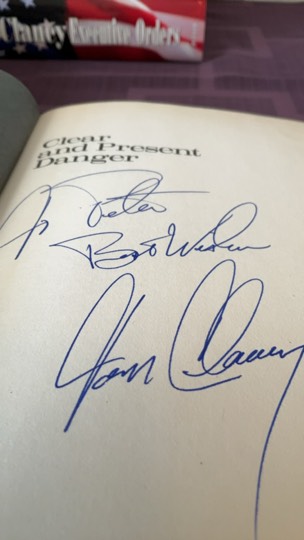 Clancy Executive Orders
Clear
and Present
Danger
To Peter
Best Wishes
Tom Clancy